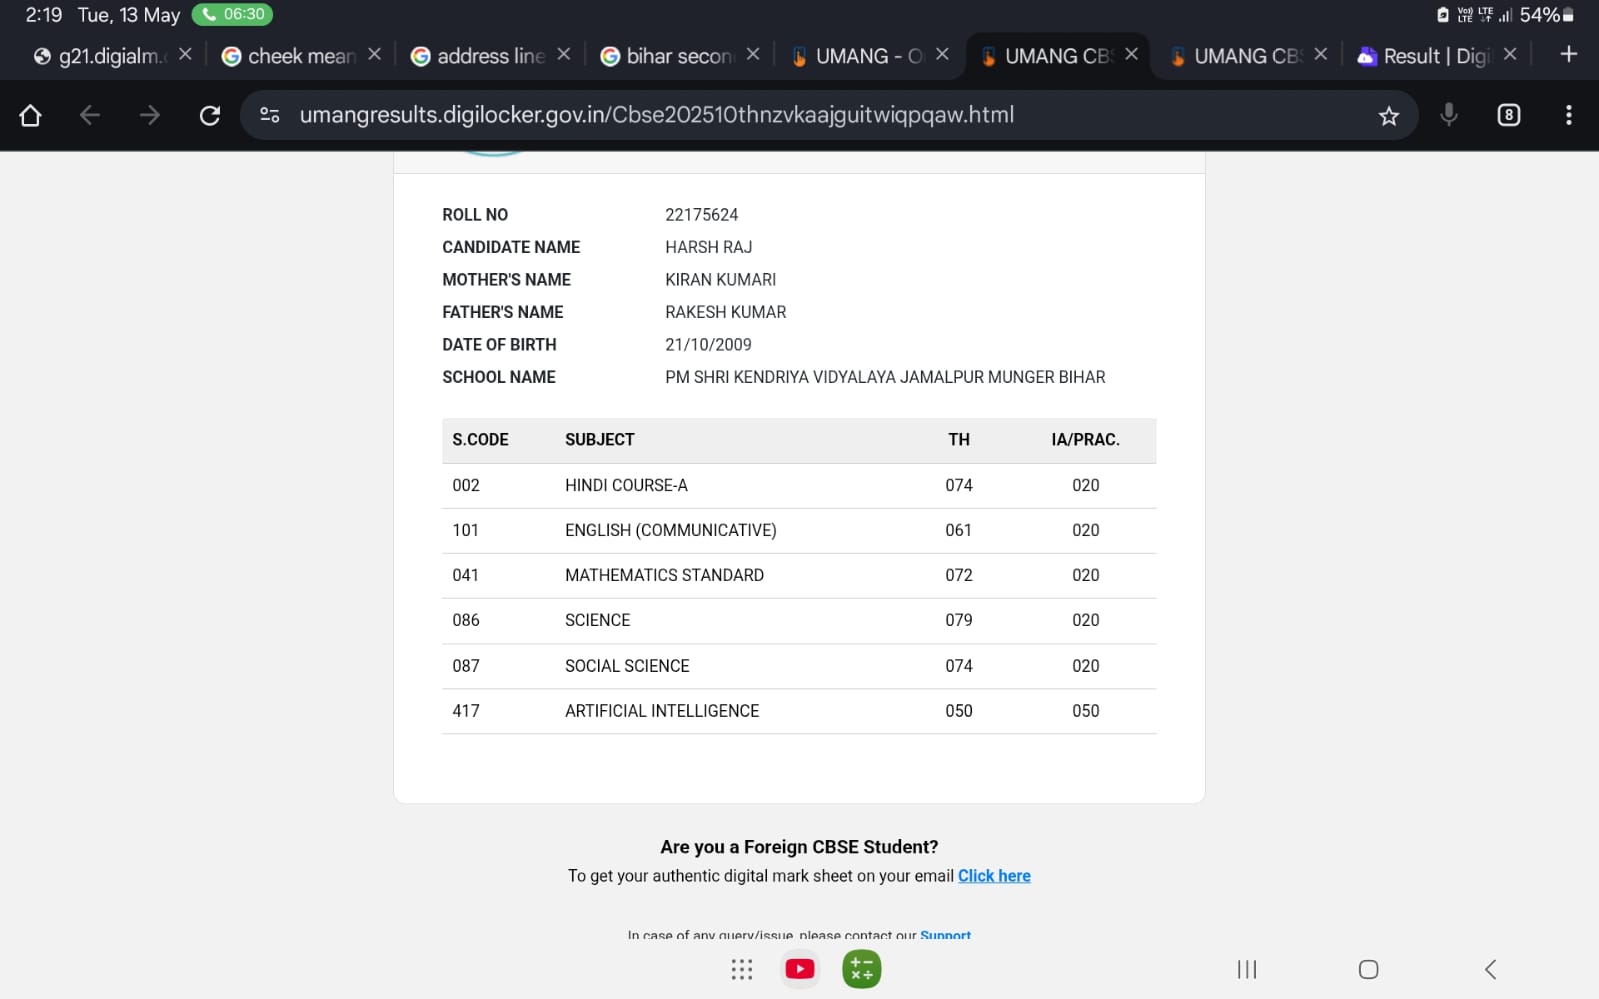 2:19 Tue, 13 May 06:30 Vo) LTE LTE 54%
g21.digialm.c cheek mean address line bihar secon UMANG - O UMANG CBS UMANG CBS Result | Digi
umangresults.digilocker.gov.in/Cbse202510thnzvkaajguitwiqpqaw.html 8
ROLL NO 22175624
CANDIDATE NAME HARSH RAJ
MOTHER'S NAME KIRAN KUMARI
FATHER'S NAME RAKESH KUMAR
DATE OF BIRTH 21/10/2009
SCHOOL NAME PM SHRI KENDRIYA VIDYALAYA JAMALPUR MUNGER BIHAR
S.CODE SUBJECT TH IA/PRAC.
002 HINDI COURSE-A 074 020
101 ENGLISH (COMMUNICATIVE) 061 020
041 MATHEMATICS STANDARD 072 020
086 SCIENCE 079 020
087 SOCIAL SCIENCE 074 020
417 ARTIFICIAL INTELLIGENCE 050 050
Are you a Foreign CBSE Student?
To get your authentic digital mark sheet on your email Click here
In case of any query/issue, please contact our Support